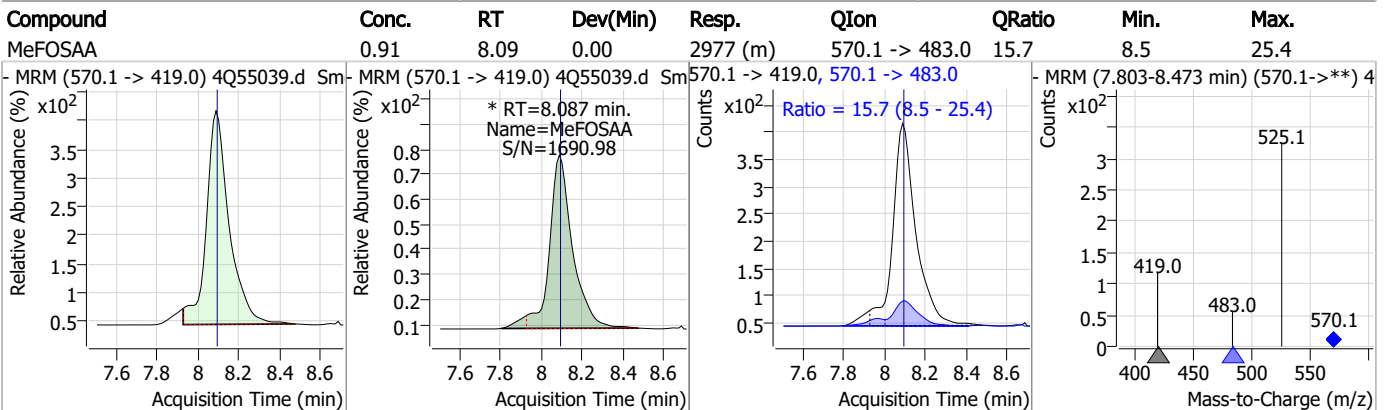 Compound Conc. RT Dev(Min) Resp. QIon QRatio Min. Max.
MeFOSAA 0.91 8.09 0.00 2977 (m) 570.1 -> 483.0 15.7 8.5 25.4
- MRM (570.1 -> 419.0) 4Q55039.d Sm
Relative Abundance (%)
x10²
3.5
3
2.5
2
1.5
1
0.5
7.6 7.8 8 8.2 8.4 8.6
Acquisition Time (min)
- MRM (570.1 -> 419.0) 4Q55039.d Sm
Relative Abundance (%)
x10²
* RT=8.087 min.
Name=MeFOSAA
S/N=1690.98
0.8
0.7
0.6
0.5
0.4
0.3
0.2
0.1
7.6 7.8 8 8.2 8.4 8.6
Acquisition Time (min)
570.1 -> 419.0, 570.1 -> 483.0
Counts
x10²
Ratio = 15.7 (8.5 - 25.4)
3.5
3
2.5
2
1.5
1
0.5
7.6 7.8 8 8.2 8.4 8.6
Acquisition Time (min)
- MRM (7.803-8.473 min) (570.1->**) 4
Counts
x10²
525.1
3
2.5
2
1.5
419.0
1
483.0
0.5
570.1
0
400 450 500 550
Mass-to-Charge (m/z)